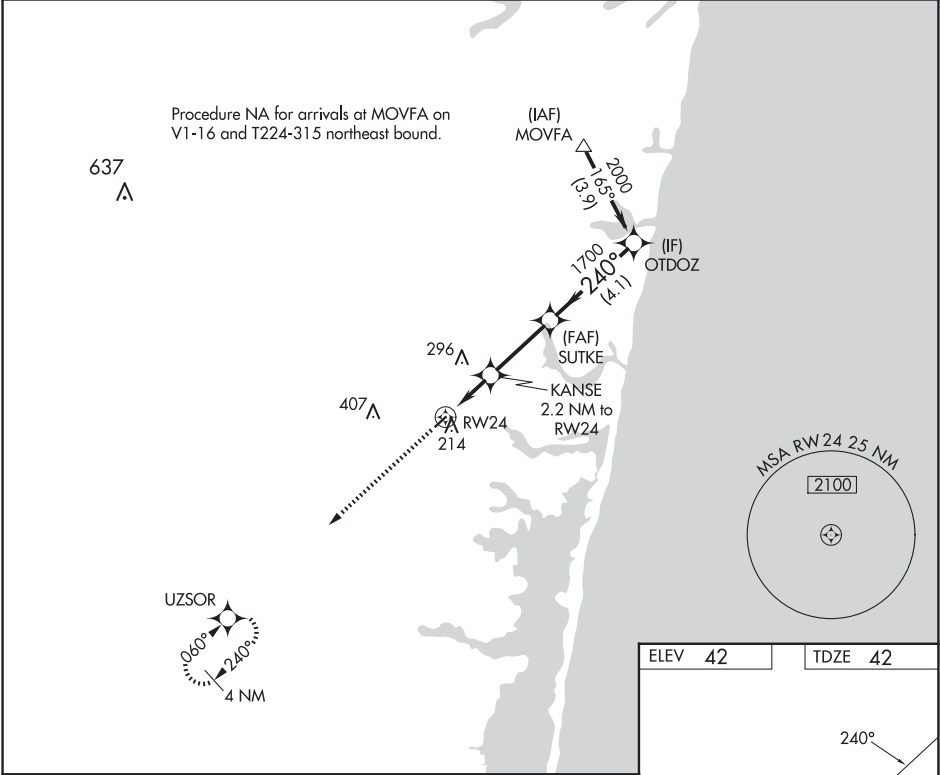 Procedure NA for arrivals at MOVFA on
V1-16 and T224-315 northeast bound.
(IAF)
MOVFA
637
2000
165°
(3.9)
(IF)
OTDOZ
1700
240°
(4.1)
(FAF)
SUTKE
296
KANSE
2.2 NM to
RW24
407
RW24
214
MSA RW24 25 NM
2100
UZSOR
060°
240°
4 NM
ELEV 42
TDZE 42
240°